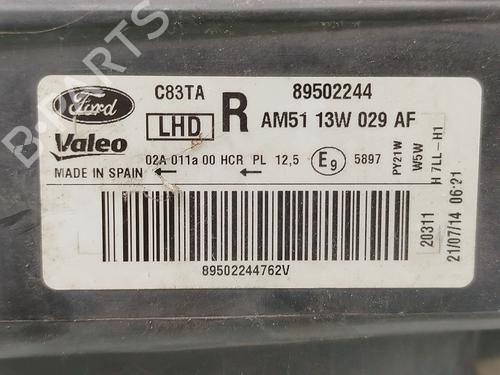 B-PARTS
Ford
C83TA
89502244
LHD
R
AM51 13W 029 AF
Valeo
02A 011a 00 HCR PL 12,5
E9
5897
MADE IN SPAIN
PY21W
W5W
H7LL-H1
20311
21/07/14 06:21
89502244762V